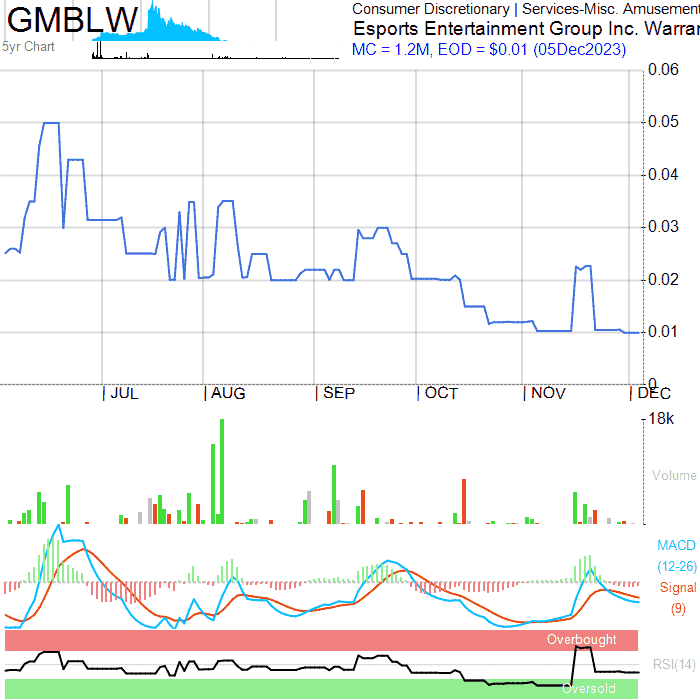 GMBLW
5yr Chart
Consumer Discretionary | Services-Misc. Amusement
Esports Entertainment Group Inc. Warran
MC = 1.2M, EOD = $0.01 (05Dec2023)
0.06
0.05
0.04
0.03
0.02
0.01
0
JUL AUG SEP OCT NOV DEC
18k
Volume
MACD
(12-26)
Signal
(9)
Overbought
RSI(14)
Oversold